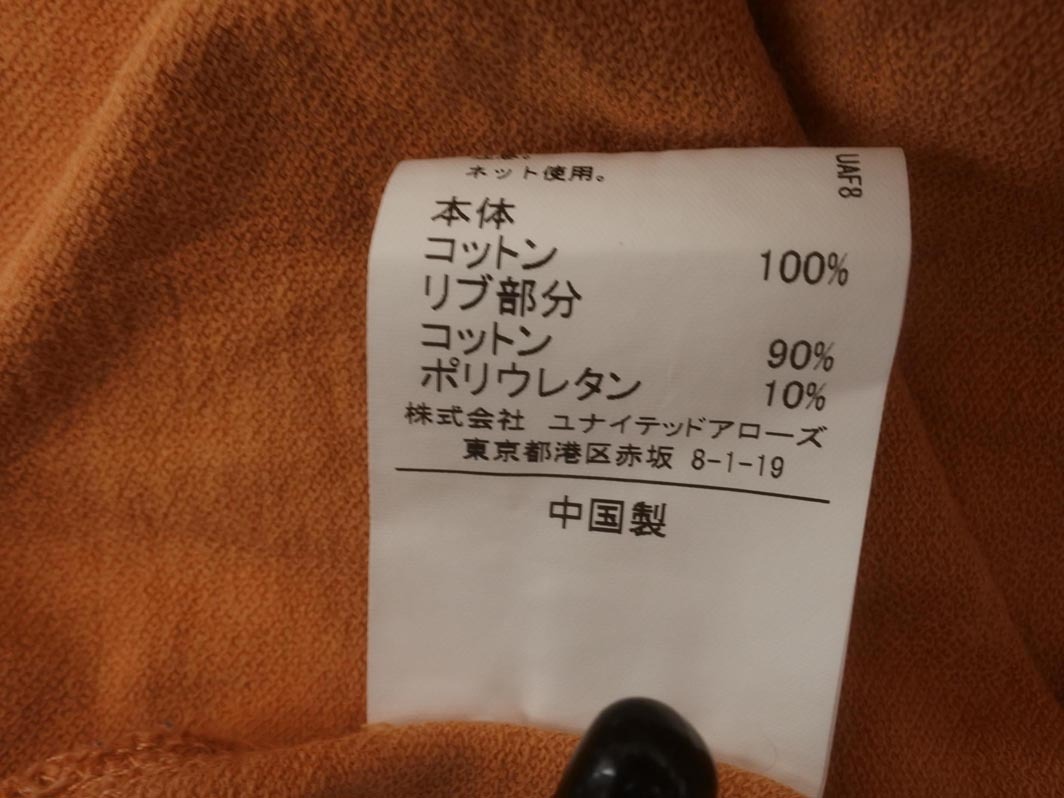 ネット使用。
UAF8
本体
コットン 100%
リブ部分
コットン 90%
ポリウレタン 10%
株式会社 ユナイテッドアローズ
東京都港区赤坂 8-1-19
中国製